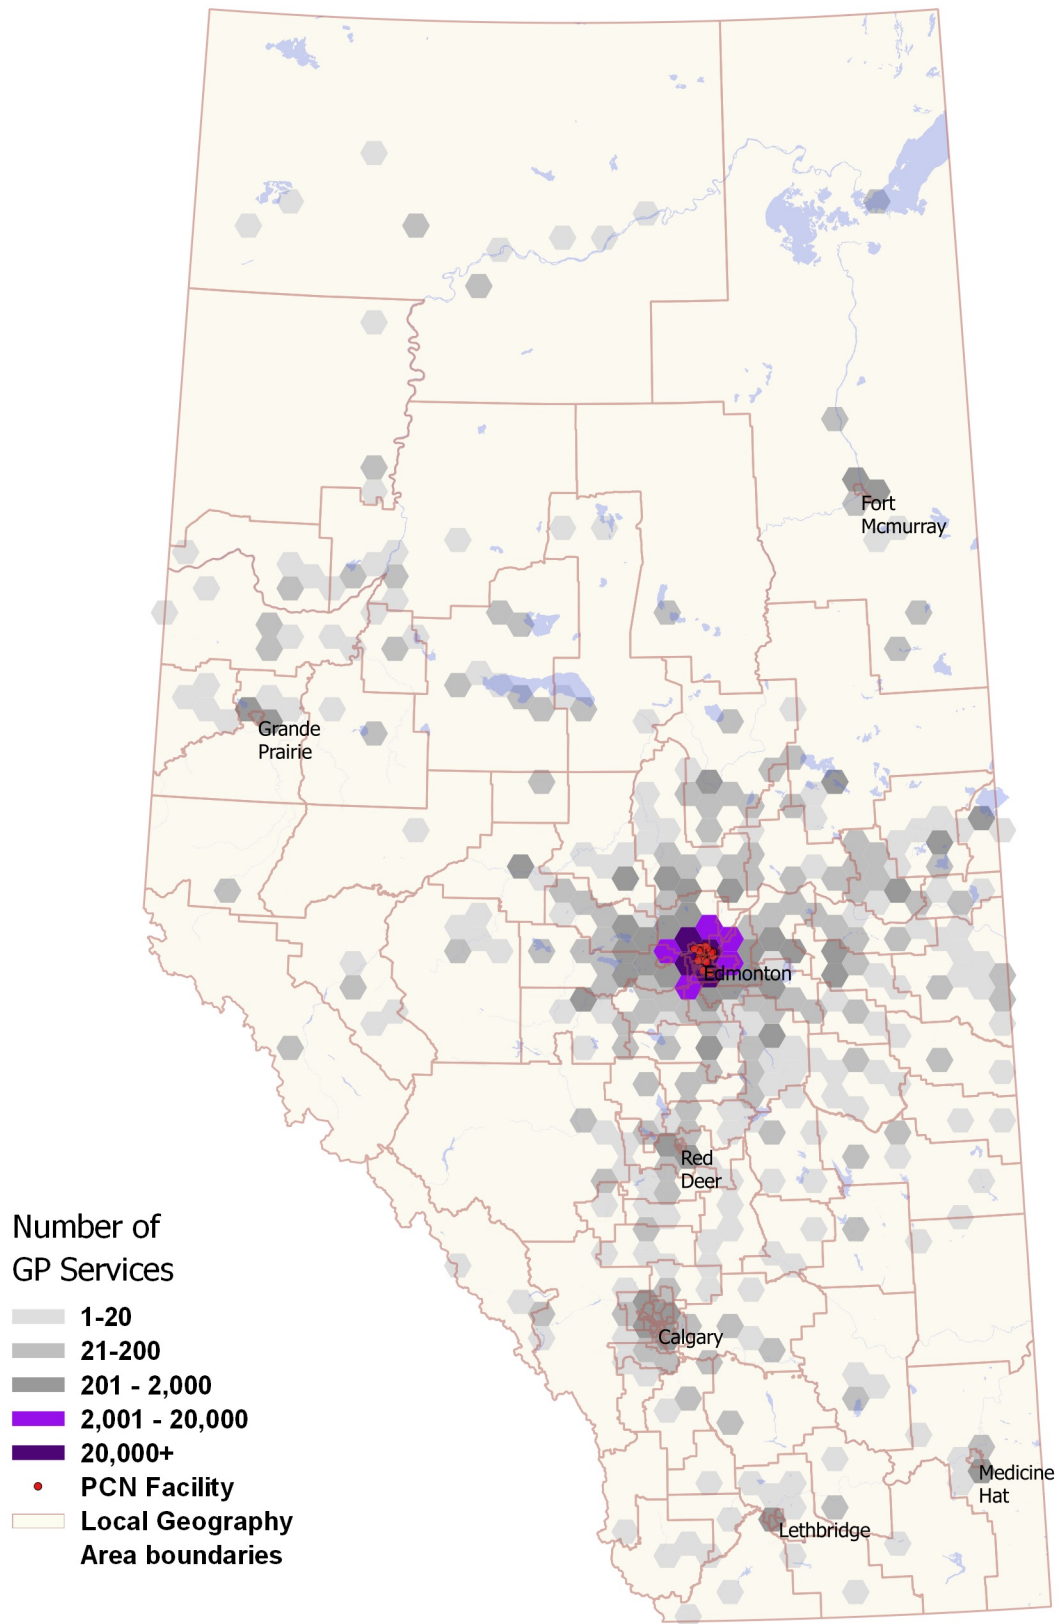 Fort
Mcmurray
Grande
Prairie
Edmonton
Red
Deer
Number of
GP Services
1-20
21-200
201 - 2,000
2,001 - 20,000
20,000+
PCN Facility
Local Geography
Area boundaries
Calgary
Medicine
Hat
Lethbridge